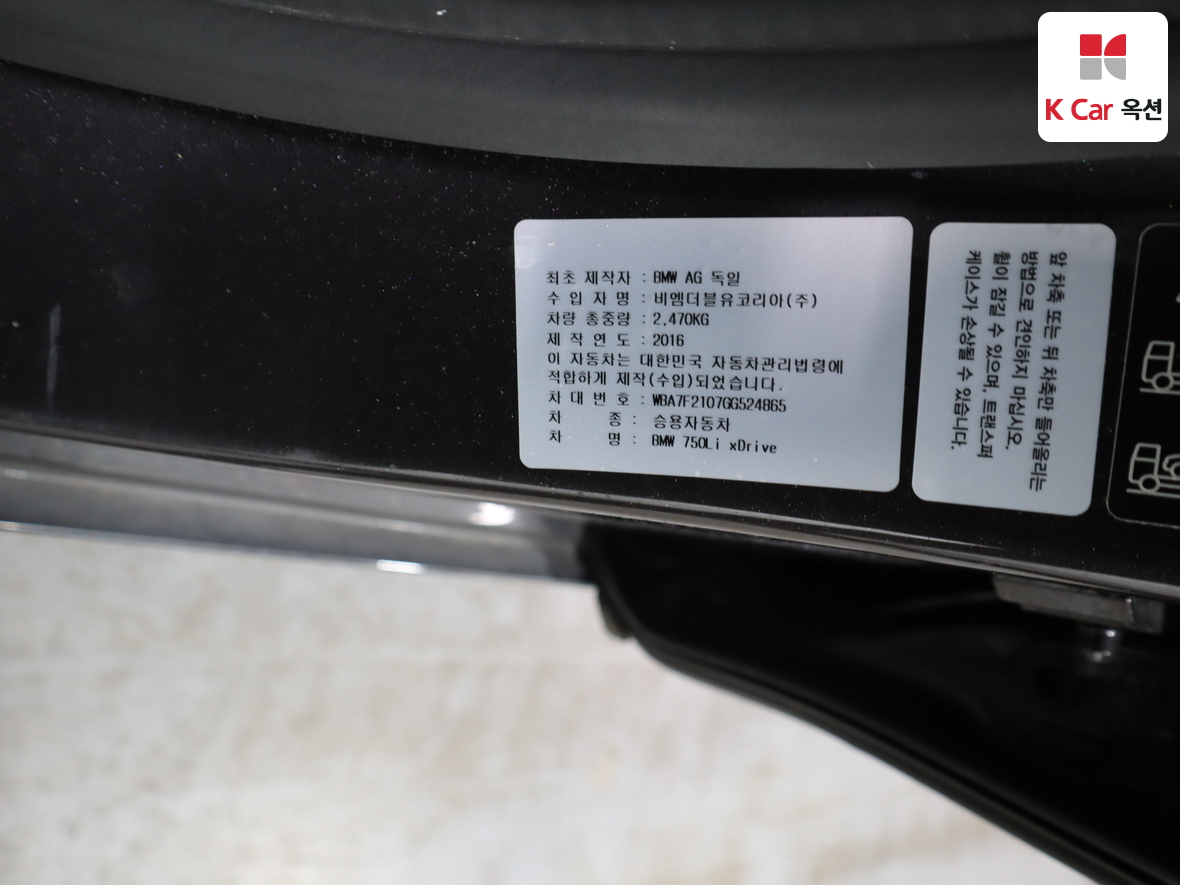 K Car 옥션
최초 제작자 : BMW AG 독일
수 입 자 명 : 비엠더블유코리아(주)
차량 총중량 : 2,470KG
제 작 연 도 : 2016
이 자동차는 대한민국 자동차관리법령에
적합하게 제작(수입)되었습니다.
차 대 번 호 : WBA7F2107GG524865
차 종 : 승용자동차
차 명 : BMW 750Li xDrive
앞 차축 또는 뒤 차축만 들어올리는
방법으로 견인하지 마십시오.
휠이 잠길 수 있으며, 트랜스퍼
케이스가 손상될 수 있습니다.